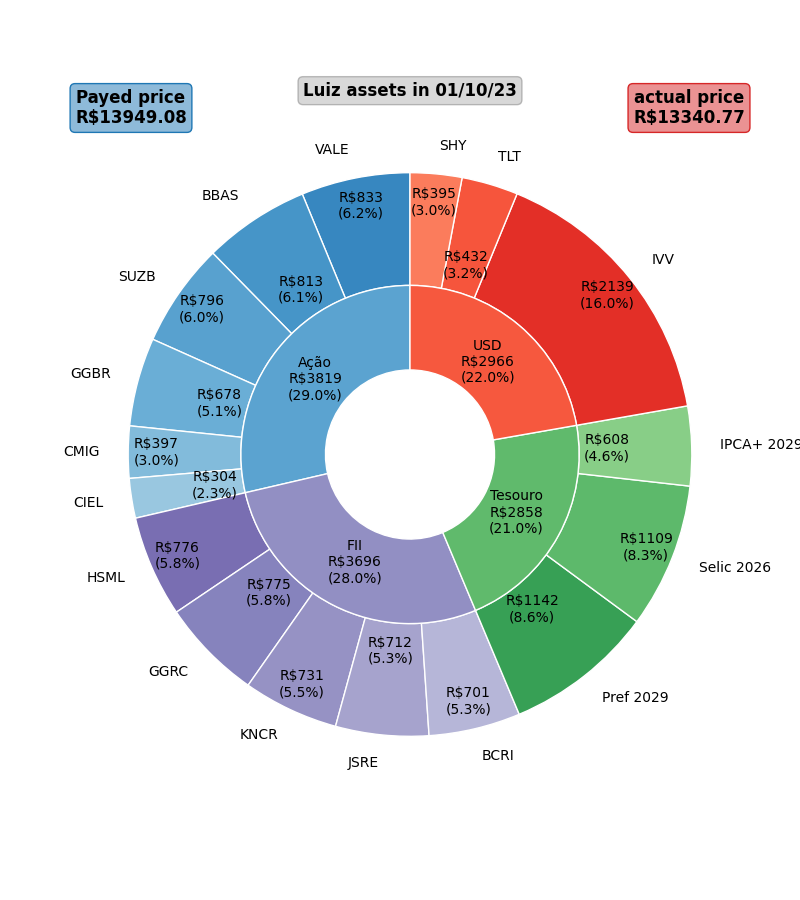 Payed price
R$13949.08
Luiz assets in 01/10/23
actual price
R$13340.77
SHY
R$395
(3.0%)
TLT
R$432
(3.2%)
IVV
R$2139
(16.0%)
IPCA+ 2029
R$608
(4.6%)
Selic 2026
R$1109
(8.3%)
Pref 2029
R$1142
(8.6%)
BCRI
R$701
(5.3%)
JSRE
R$712
(5.3%)
KNCR
R$731
(5.5%)
GGRC
R$775
(5.8%)
HSML
R$776
(5.8%)
CIEL
R$304
(2.3%)
CMIG
R$397
(3.0%)
GGBR
R$678
(5.1%)
SUZB
R$796
(6.0%)
BBAS
R$813
(6.1%)
VALE
R$833
(6.2%)
USD
R$2966
(22.0%)
Tesouro
R$2858
(21.0%)
FII
R$3696
(28.0%)
Ação
R$3819
(29.0%)